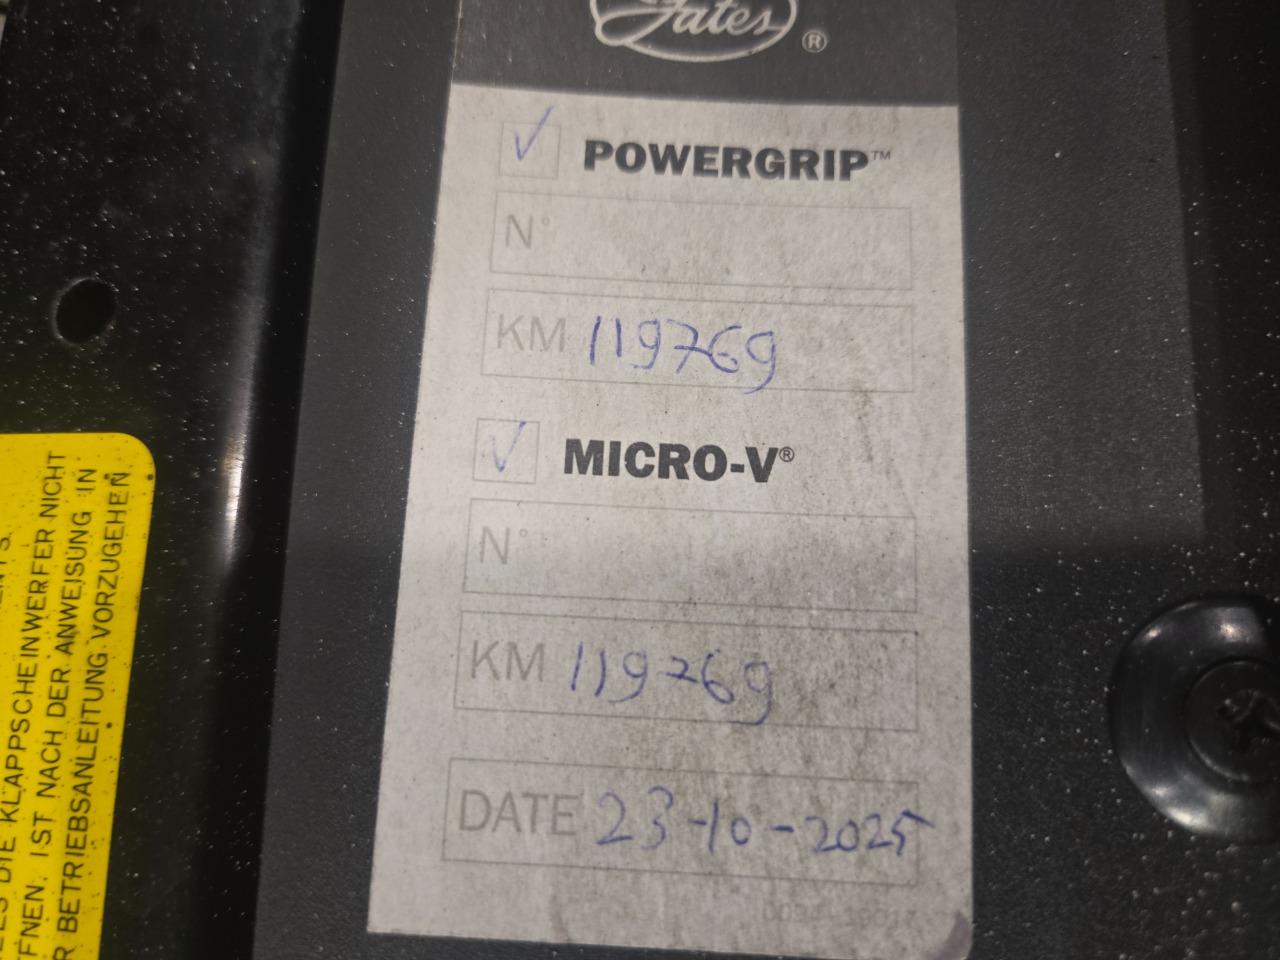 Gates ®
✓ POWERGRIP™
N°
KM 119769
✓ MICRO-V®
N°
KM 119769
DATE 23-10-2025
DIE KLAPPSCHEINWERFER NICHT
IST NACH DER ANWEISUNG IN
BETRIEBSANLEITUNG VORZUGEHEN